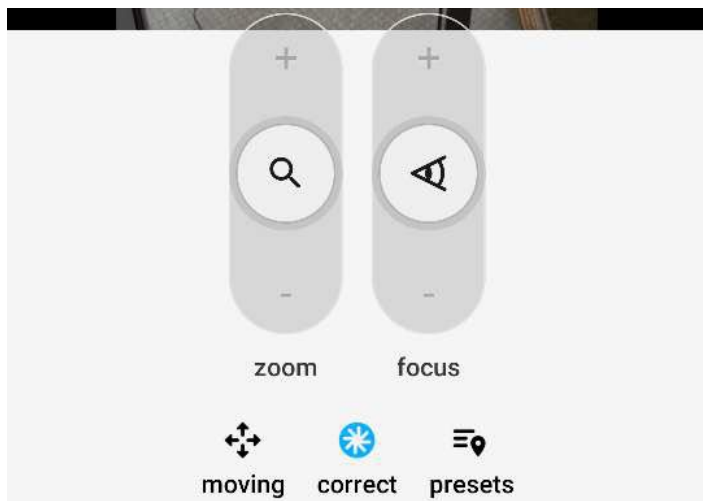 + +
- -
zoom focus
moving correct presets